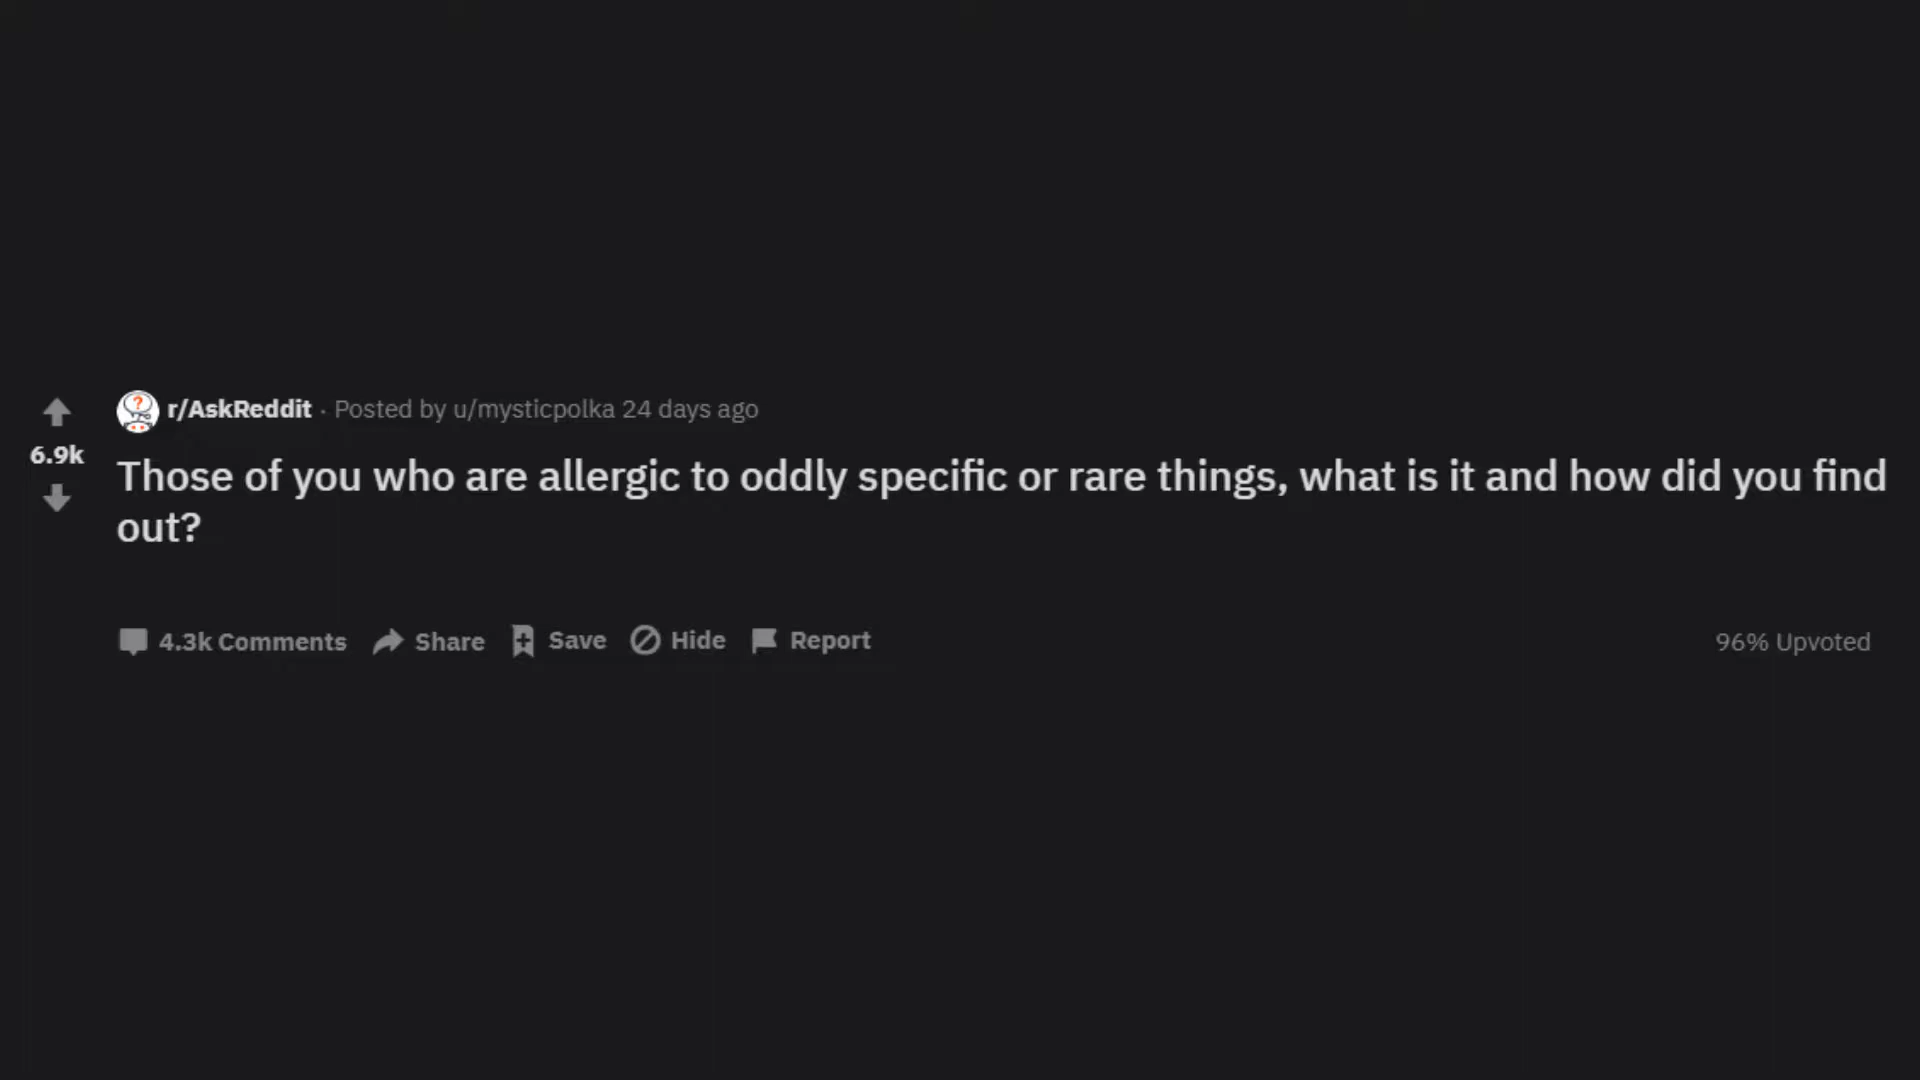 r/AskReddit · Posted by u/mysticpolka 24 days ago
6.9k
Those of you who are allergic to oddly specific or rare things, what is it and how did you find
out?
4.3k Comments Share Save Hide Report 96% Upvoted